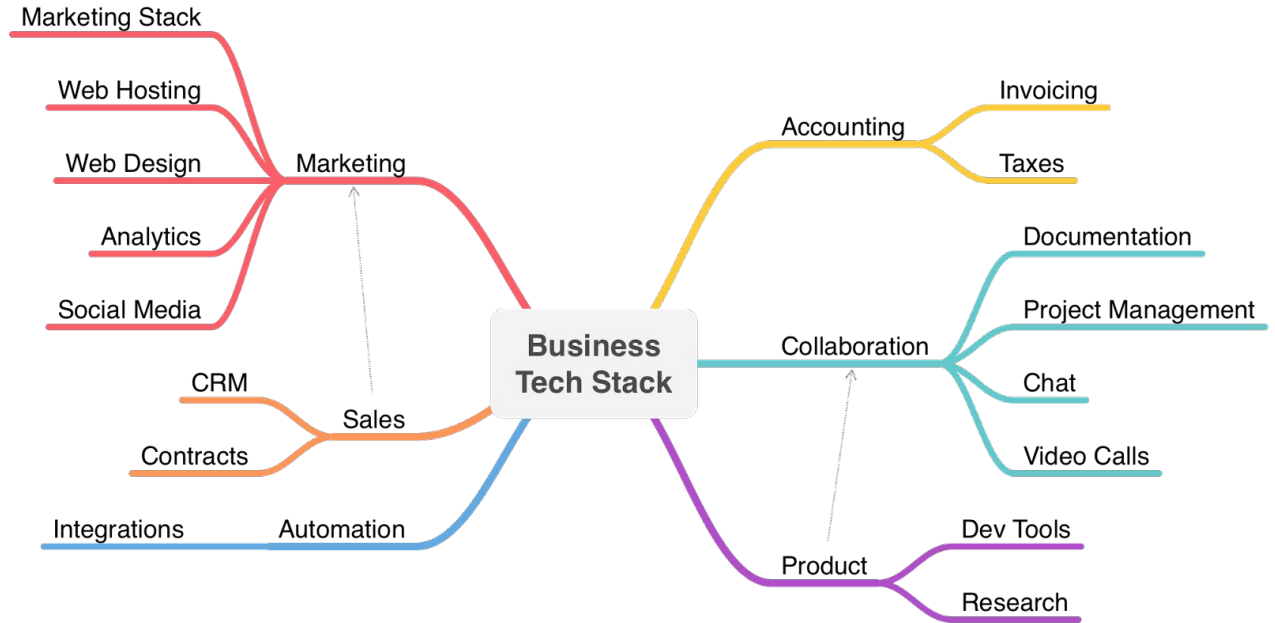 Business
Tech Stack
Marketing
Marketing Stack
Web Hosting
Web Design
Analytics
Social Media
Sales
CRM
Contracts
Automation
Integrations
Accounting
Invoicing
Taxes
Collaboration
Documentation
Project Management
Chat
Video Calls
Product
Dev Tools
Research